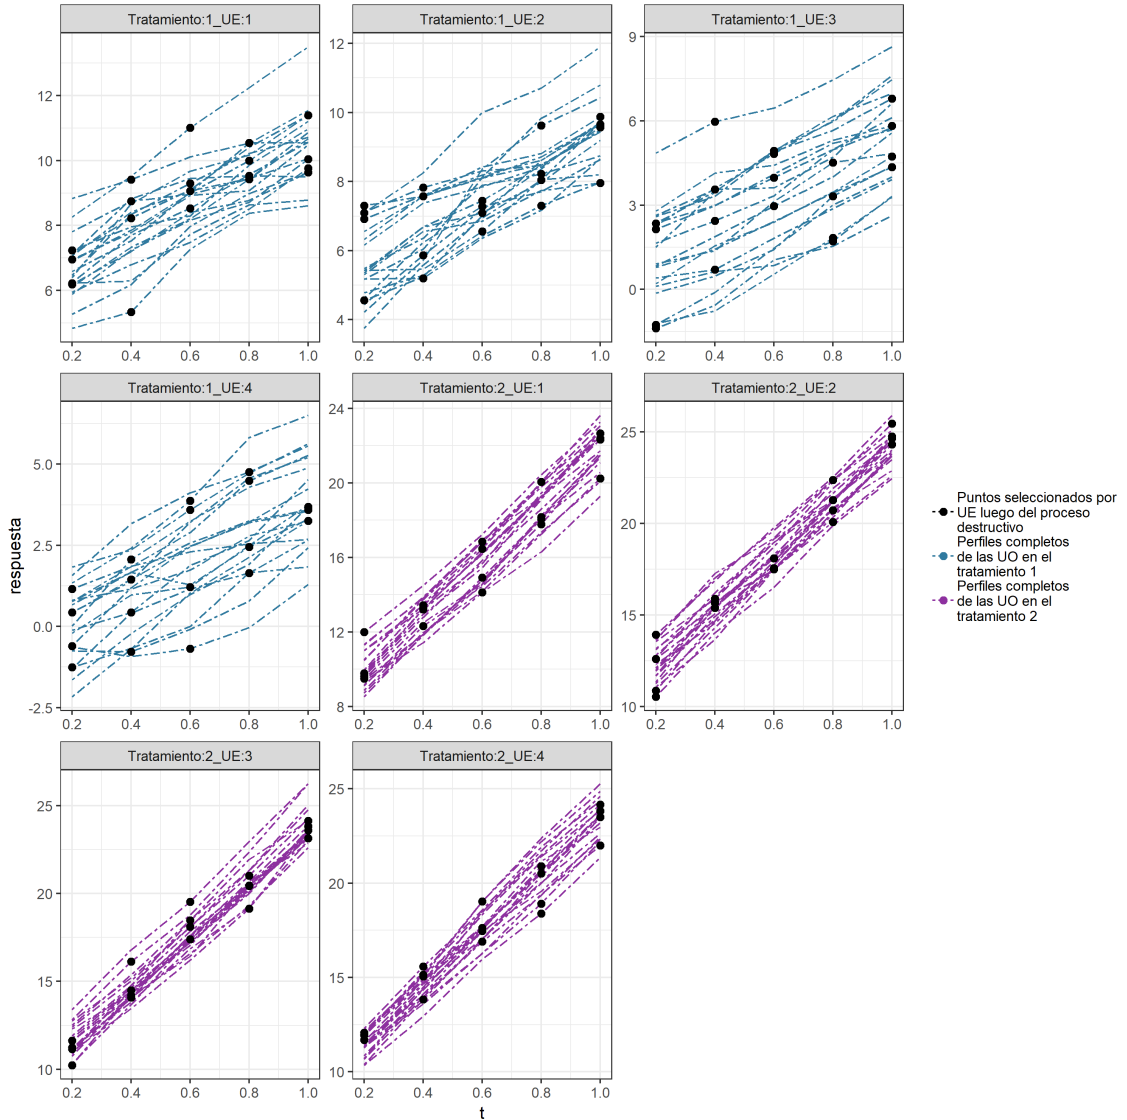 Tratamiento:1_UE:1
Tratamiento:1_UE:2
Tratamiento:1_UE:3
12
10
8
6
0.2 0.4 0.6 0.8 1.0
12
10
8
6
4
0.2 0.4 0.6 0.8 1.0
9
6
3
0
0.2 0.4 0.6 0.8 1.0
Tratamiento:1_UE:4
Tratamiento:2_UE:1
Tratamiento:2_UE:2
5.0
2.5
0.0
-2.5
0.2 0.4 0.6 0.8 1.0
24
20
16
12
8
0.2 0.4 0.6 0.8 1.0
25
20
15
10
0.2 0.4 0.6 0.8 1.0
Tratamiento:2_UE:3
Tratamiento:2_UE:4
25
20
15
10
0.2 0.4 0.6 0.8 1.0
25
20
15
10
0.2 0.4 0.6 0.8 1.0
respuesta
t
Puntos seleccionados por
UE luego del proceso
destructivo
Perfiles completos
de las UO en el
tratamiento 1
Perfiles completos
de las UO en el
tratamiento 2